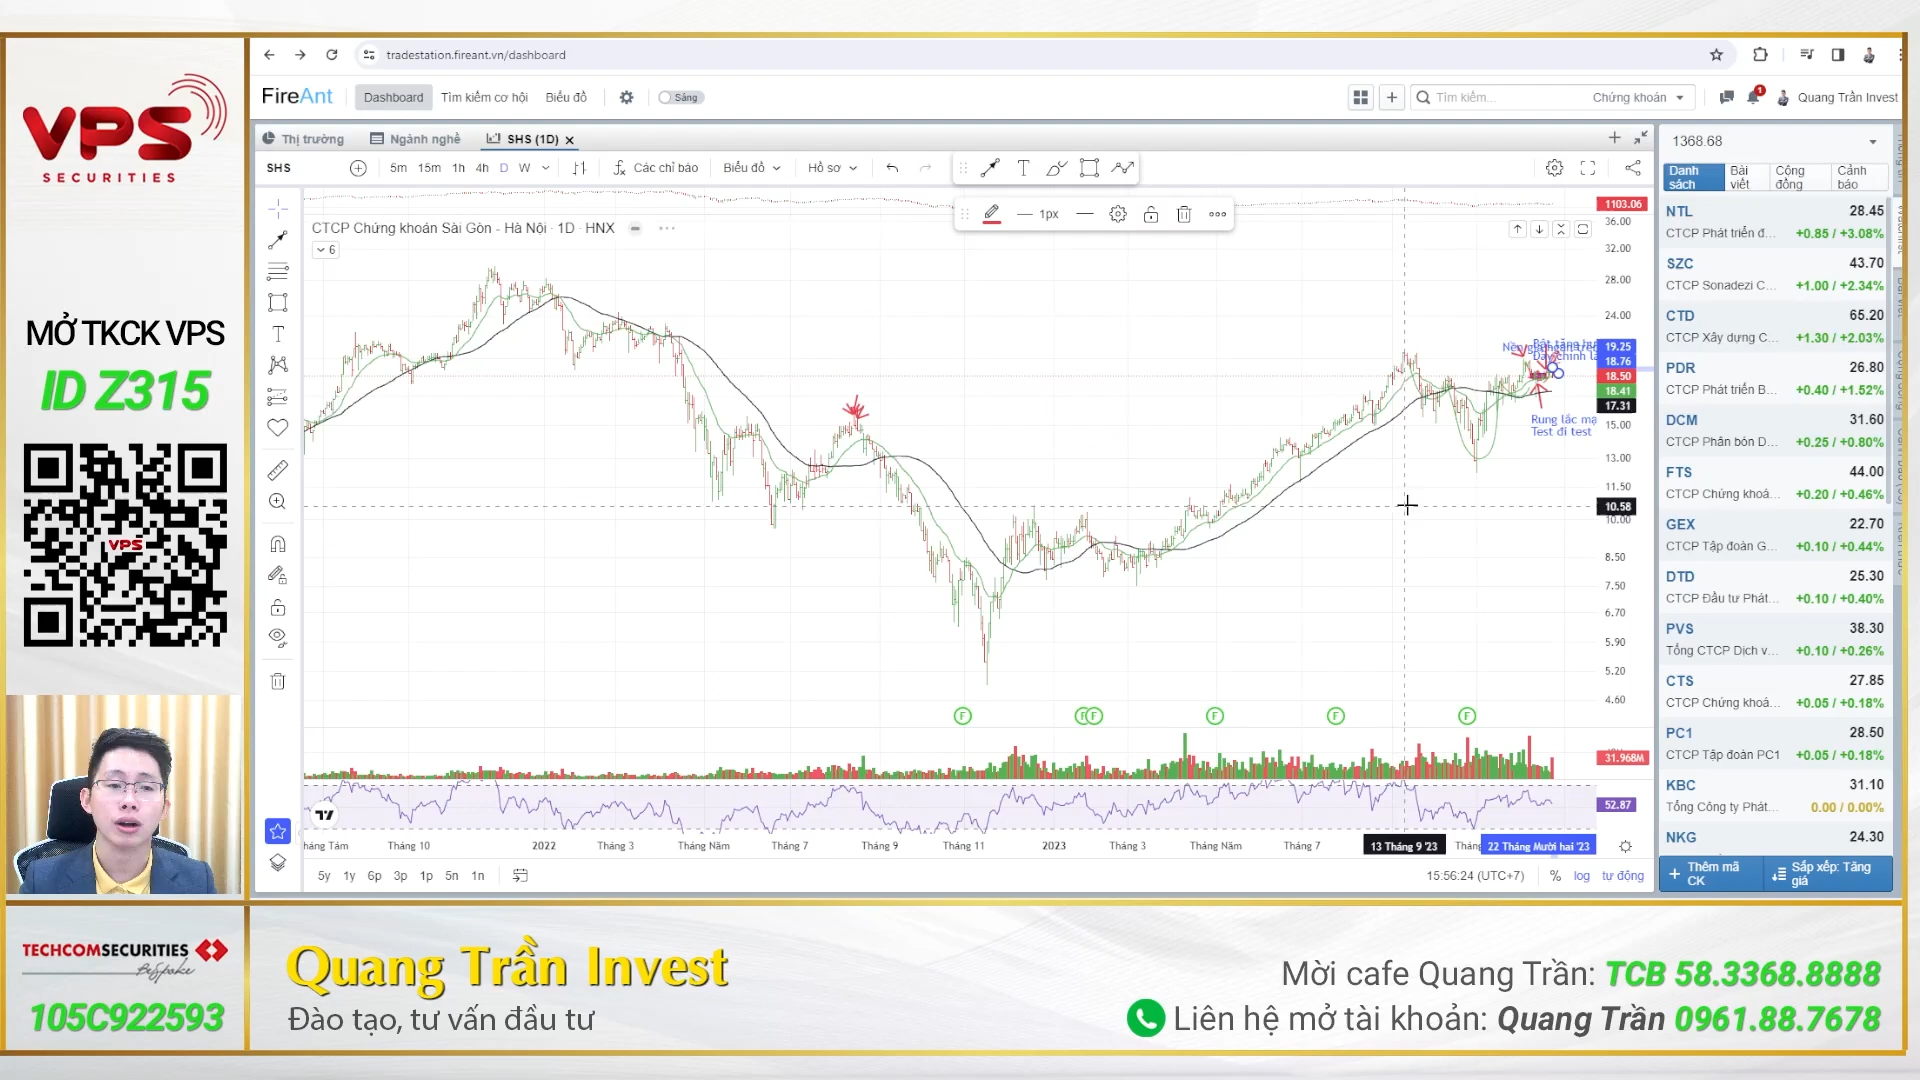 VPS
SECURITIES
MỞ TKCK VPS
ID Z315
VPS
TECHCOMSECURITIES
BeSpoke
105C922593
tradestation.fireant.vn/dashboard
FireAnt
Dashboard
Tìm kiếm cơ hội
Biểu đồ
Sáng
Tìm kiếm...
Chứng khoán
1
Quang Trần Invest
Thị trường
Ngành nghề
SHS (1D)
SHS
5m 15m 1h 4h D W
Các chỉ báo
Biểu đồ
Hồ sơ
1px
CTCP Chứng khoán Sài Gòn - Hà Nội · 1D · HNX
6
1103.06
36.00
32.00
28.00
24.00
19.25
18.76
18.50
18.41
17.31
15.00
13.00
11.50
10.58
10.00
8.50
7.50
6.70
5.90
5.20
4.60
Rung lắc mạ
Test đi test
F
F F
F
F
F
31.968M
52.87
háng Tám
Tháng 10
2022
Tháng 3
Tháng Năm
Tháng 7
Tháng 9
Tháng 11
2023
Tháng 3
Tháng Năm
Tháng 7
13 Tháng 9 '23
22 Tháng Mười hai '23
5y 1y 6p 3p 1p 5n 1n
15:56:24 (UTC+7)
% log tự động
1368.68
Danh sách
Bài viết
Cộng đồng
Cảnh báo
NTL 28.45
CTCP Phát triển đ... +0.85 / +3.08%
SZC 43.70
CTCP Sonadezi C... +1.00 / +2.34%
CTD 65.20
CTCP Xây dựng C... +1.30 / +2.03%
PDR 26.80
CTCP Phát triển B... +0.40 / +1.52%
DCM 31.60
CTCP Phân bón D... +0.25 / +0.80%
FTS 44.00
CTCP Chứng khoá... +0.20 / +0.46%
GEX 22.70
CTCP Tập đoàn G... +0.10 / +0.44%
DTD 25.30
CTCP Đầu tư Phát... +0.10 / +0.40%
PVS 38.30
Tổng CTCP Dịch v... +0.10 / +0.26%
CTS 27.85
CTCP Chứng khoá... +0.05 / +0.18%
PC1 28.50
CTCP Tập đoàn PC1 +0.05 / +0.18%
KBC 31.10
Tổng Công ty Phát... 0.00 / 0.00%
NKG 24.30
Thêm mã CK
Sắp xếp: Tăng giá
Quang Trần Invest
Đào tạo, tư vấn đầu tư
Mời cafe Quang Trần: TCB 58.3368.8888
Liên hệ mở tài khoản: Quang Trần 0961.88.7678